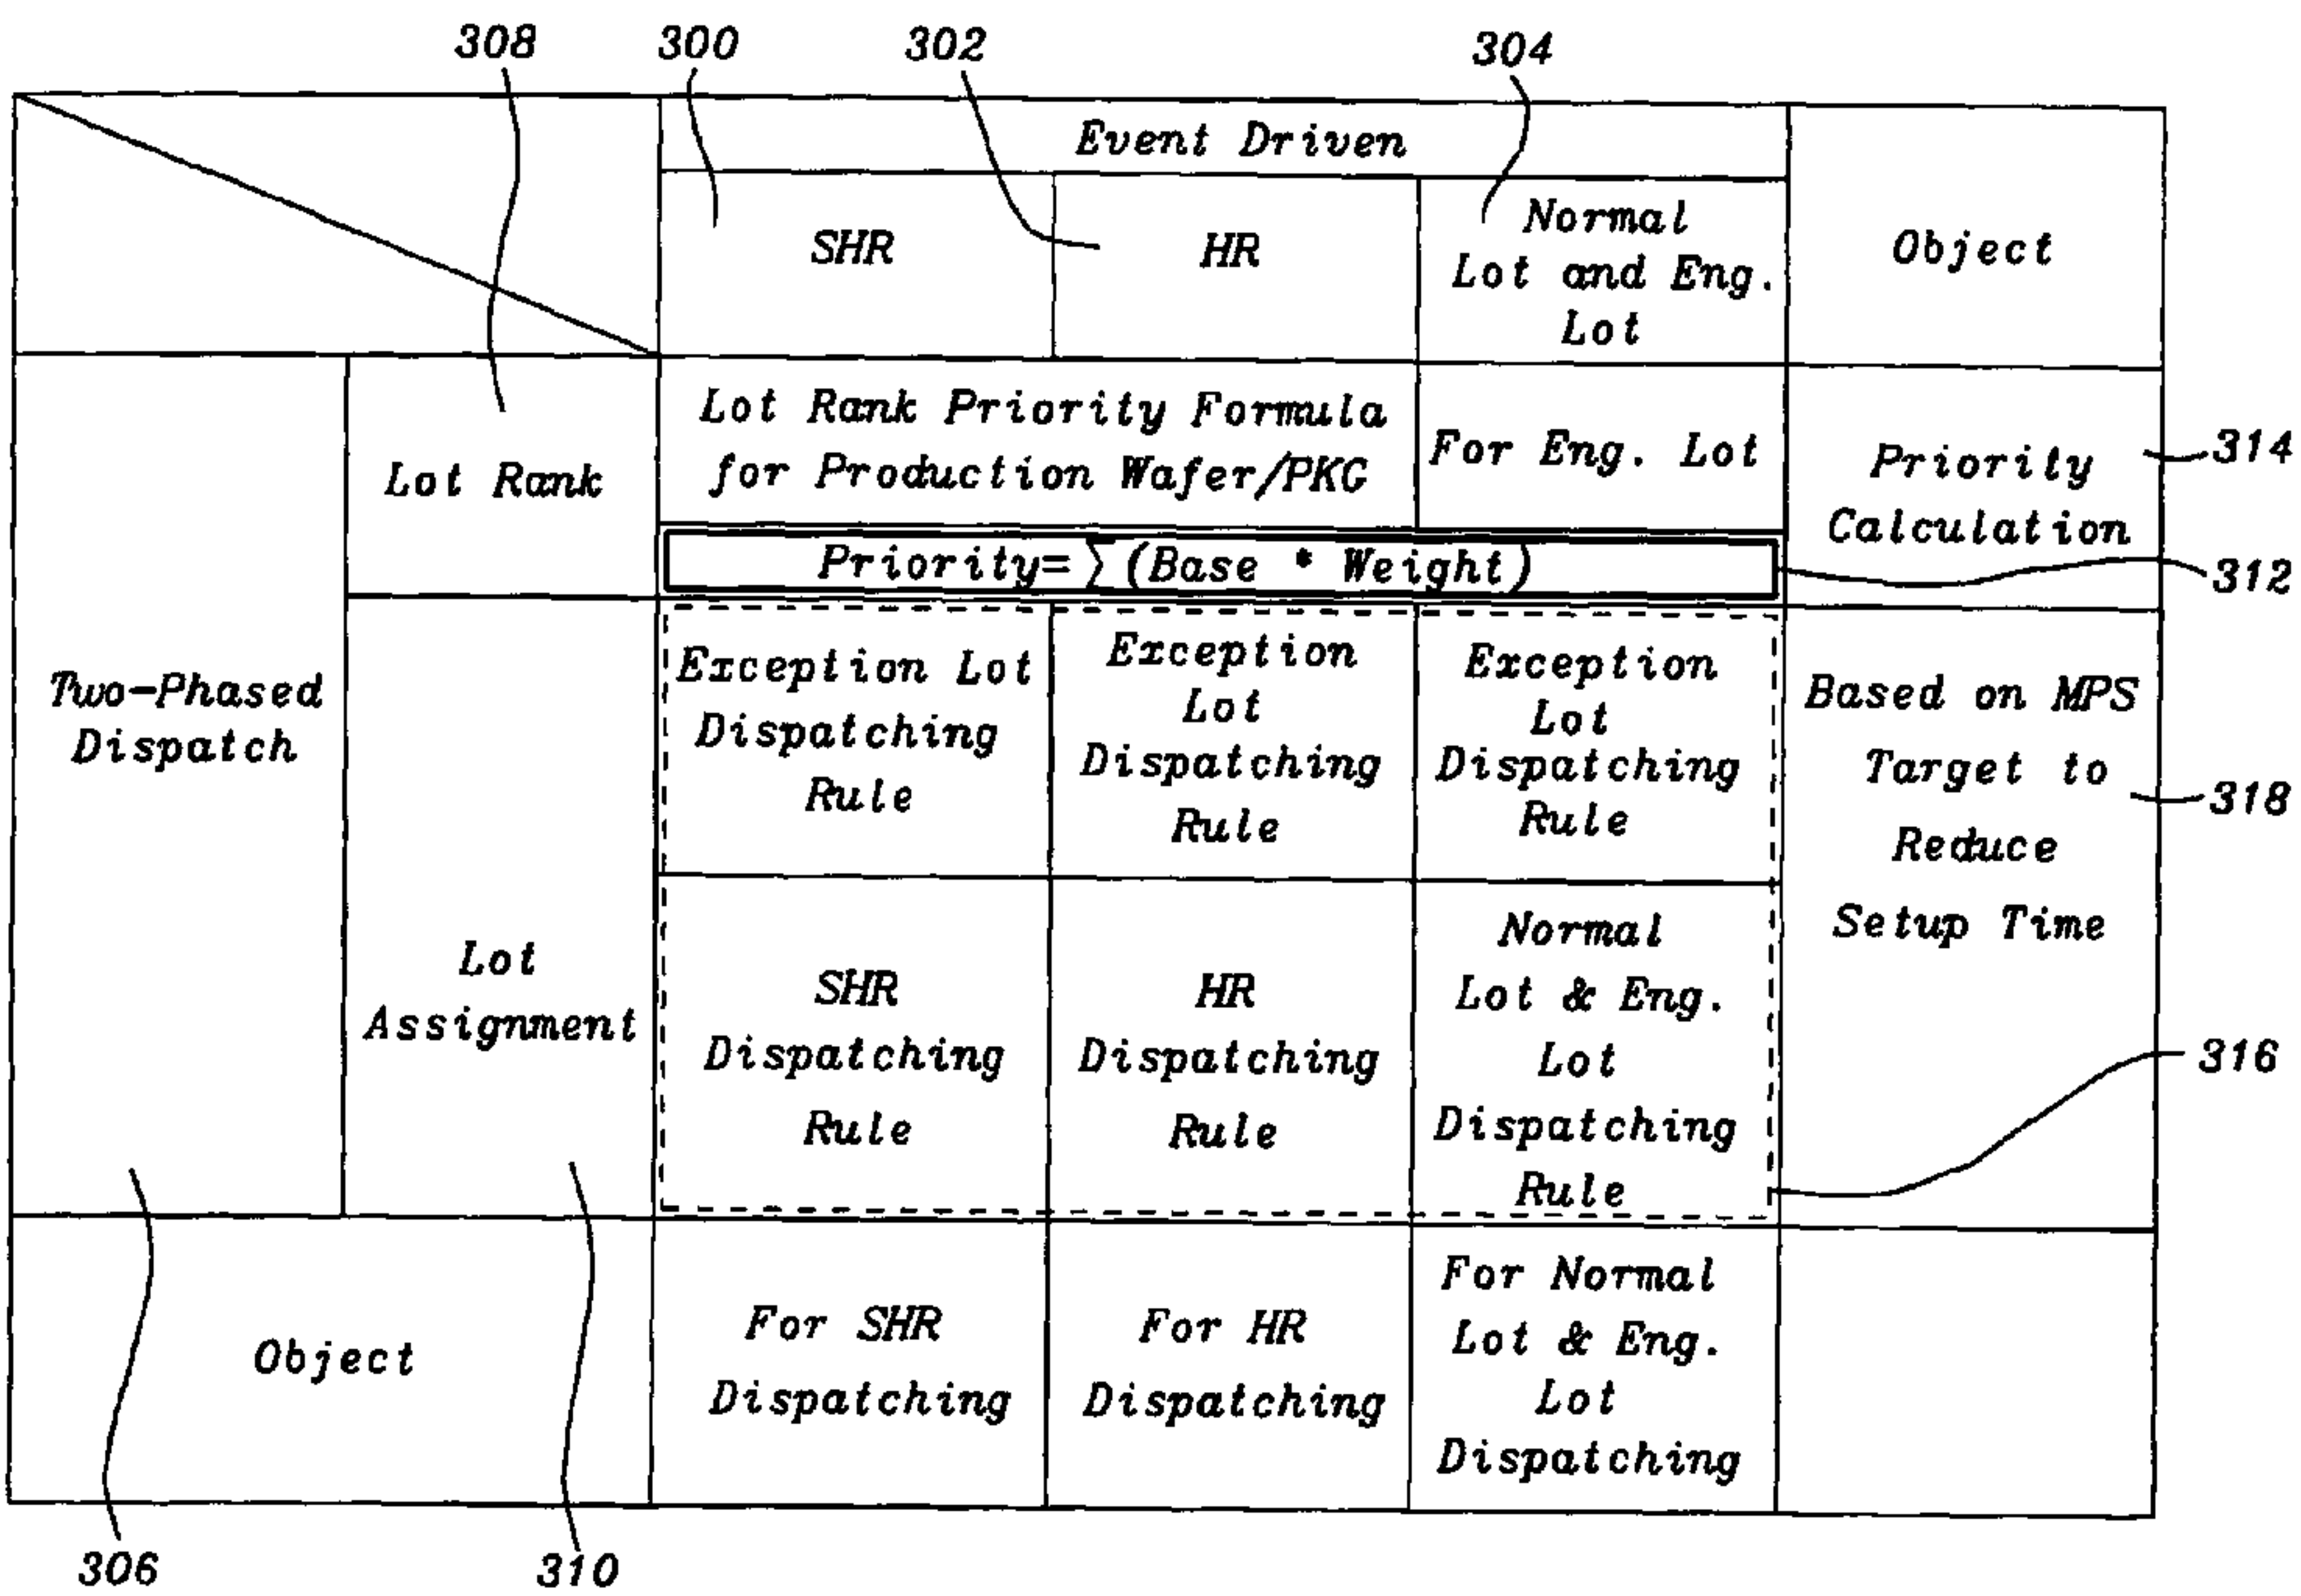 308
300
302
304
Event Driven
SHR
HR
Normal
Lot and Eng.
Lot
Object
Two-Phased
Dispatch
Lot Rank
Lot Rank Priority Formula
for Production Wafer/PKG
For Eng. Lot
Priority
Calculation
314
Priority=∑(Base * Weight)
312
Lot
Assignment
Exception Lot
Dispatching
Rule
Exception
Lot
Dispatching
Rule
Exception
Lot
Dispatching
Rule
Based on MPS
Target to
Reduce
Setup Time
318
SHR
Dispatching
Rule
HR
Dispatching
Rule
Normal
Lot & Eng.
Lot
Dispatching
Rule
316
Object
For SHR
Dispatching
For HR
Dispatching
For Normal
Lot & Eng.
Lot
Dispatching
306
310